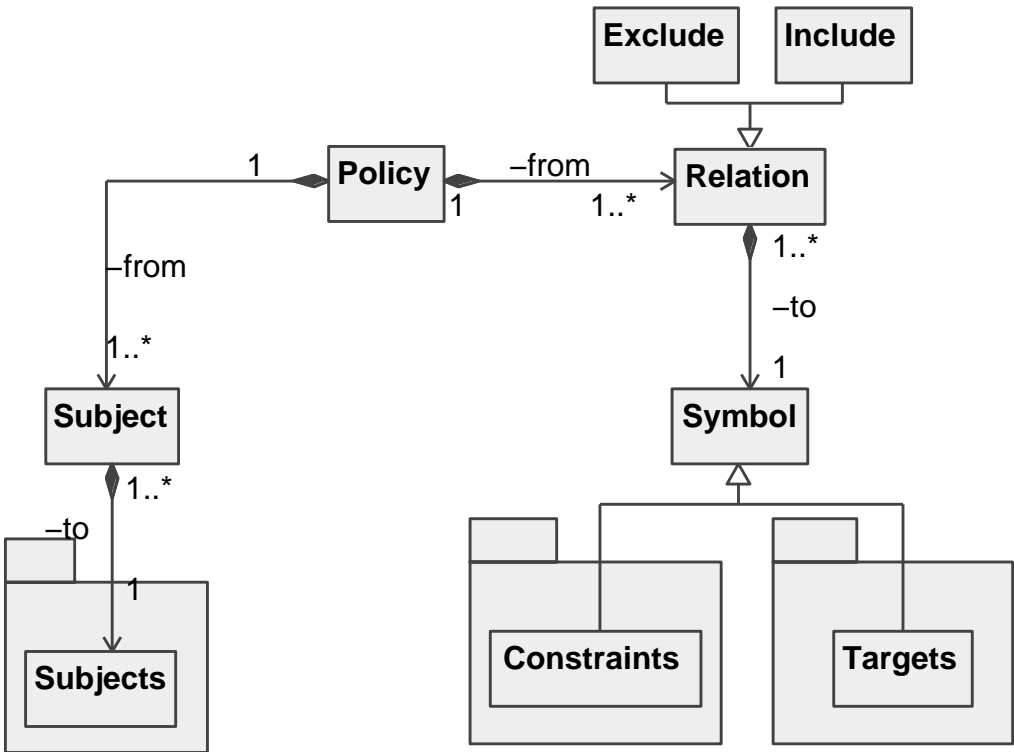 Exclude
Include
1
Policy
–from
1
1..*
Relation
1..*
–from
–to
1..*
1
Subject
Symbol
1..*
–to
1
Subjects
Constraints
Targets